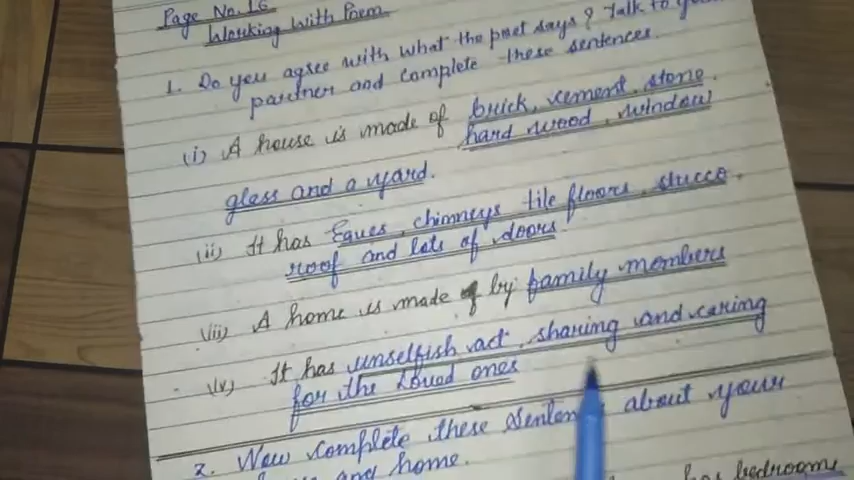 Page No. 16
Working With Poem
1. Do you agree with what the poet says? Talk to your
partner and complete these sentences.
(i) A house is made of brick, cement, stone,
hard wood, window
glass and a yard.
(ii) It has Eaves, chimneys tile floors, stucco,
roof and lots of doors.
(iii) A home is made by family members
(iv) It has unselfish act, sharing and caring
for the loved ones
2. Now complete these Sentences about your
and home.
has bedrooms